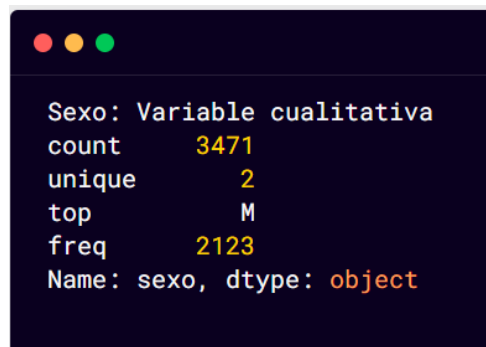 Sexo: Variable cualitativa
count 3471
unique 2
top M
freq 2123
Name: sexo, dtype: object